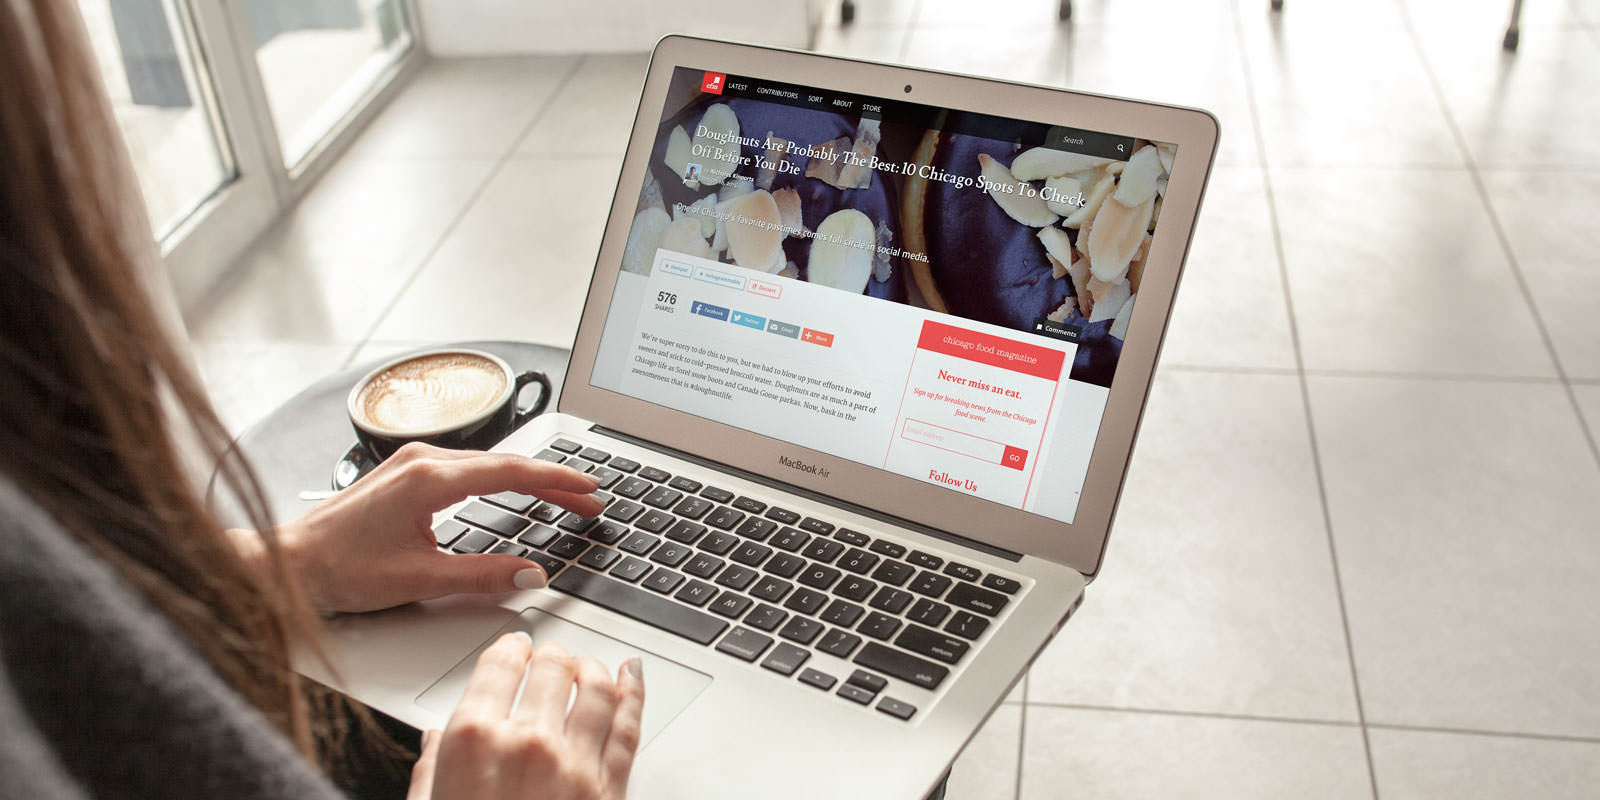 cfm
LATEST CONTRIBUTORS SORT ABOUT STORE
Search
Doughnuts Are Probably The Best: 10 Chicago Spots To Check
Off Before You Die
by Nicholas Kinports
One of Chicago's favorite pastimes comes full circle in social media.
Instagrammable Dessert
576
SHARES
Facebook Twitter Email More
Comments
We're super sorry to do this to you, but we had to blow up your efforts to avoid
sweets and stick to cold-pressed broccoli water. Doughnuts are as much a part of
Chicago life as Sorel snow boots and Canada Goose parkas. Now, bask in the
awesomeness that is #doughnutlife.
chicago food magazine
Never miss an eat.
Sign up for breaking news from the Chicago
food scene.
Email address
GO
Follow Us
MacBook Air
delete
return
shift
command
option